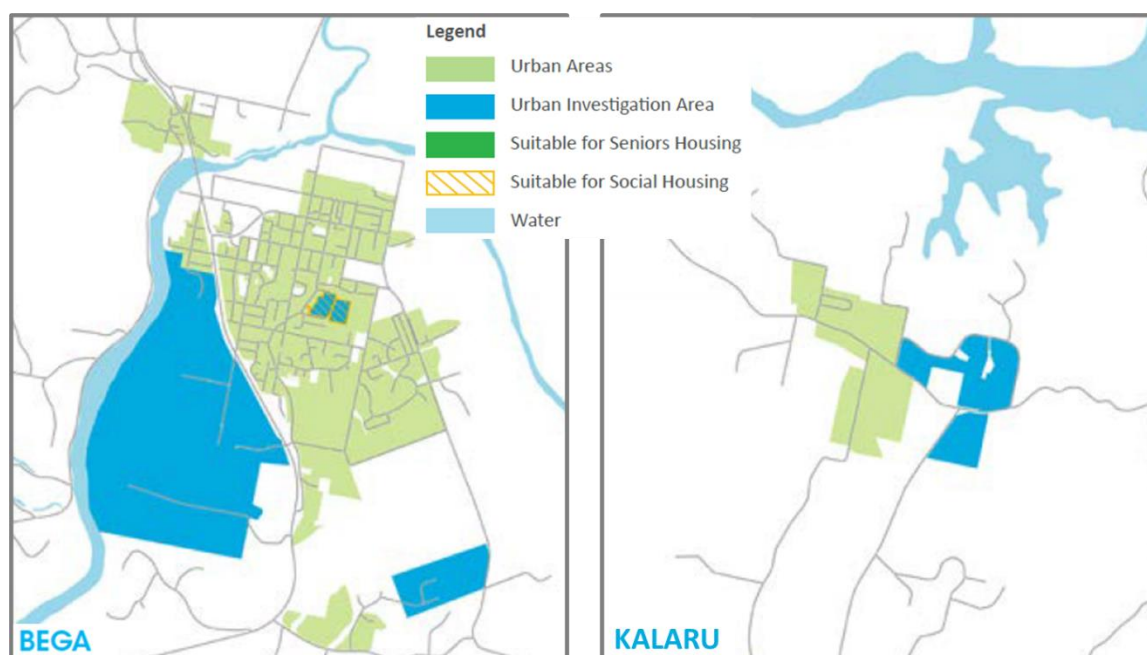 Legend
Urban Areas
Urban Investigation Area
Suitable for Seniors Housing
Suitable for Social Housing
Water
BEGA
KALARU